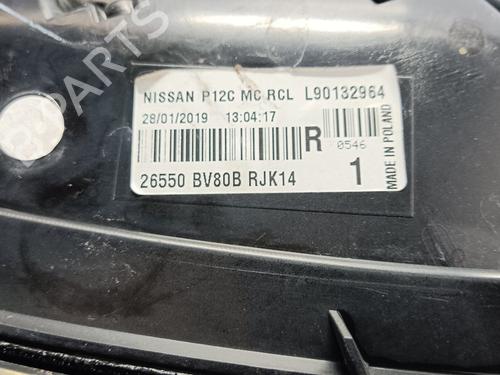 NISSAN P12C MC RCL L90132964
28/01/2019 13:04:17
R
0546
26550 BV80B RJK14
1
MADE IN POLAND
B-PARTS